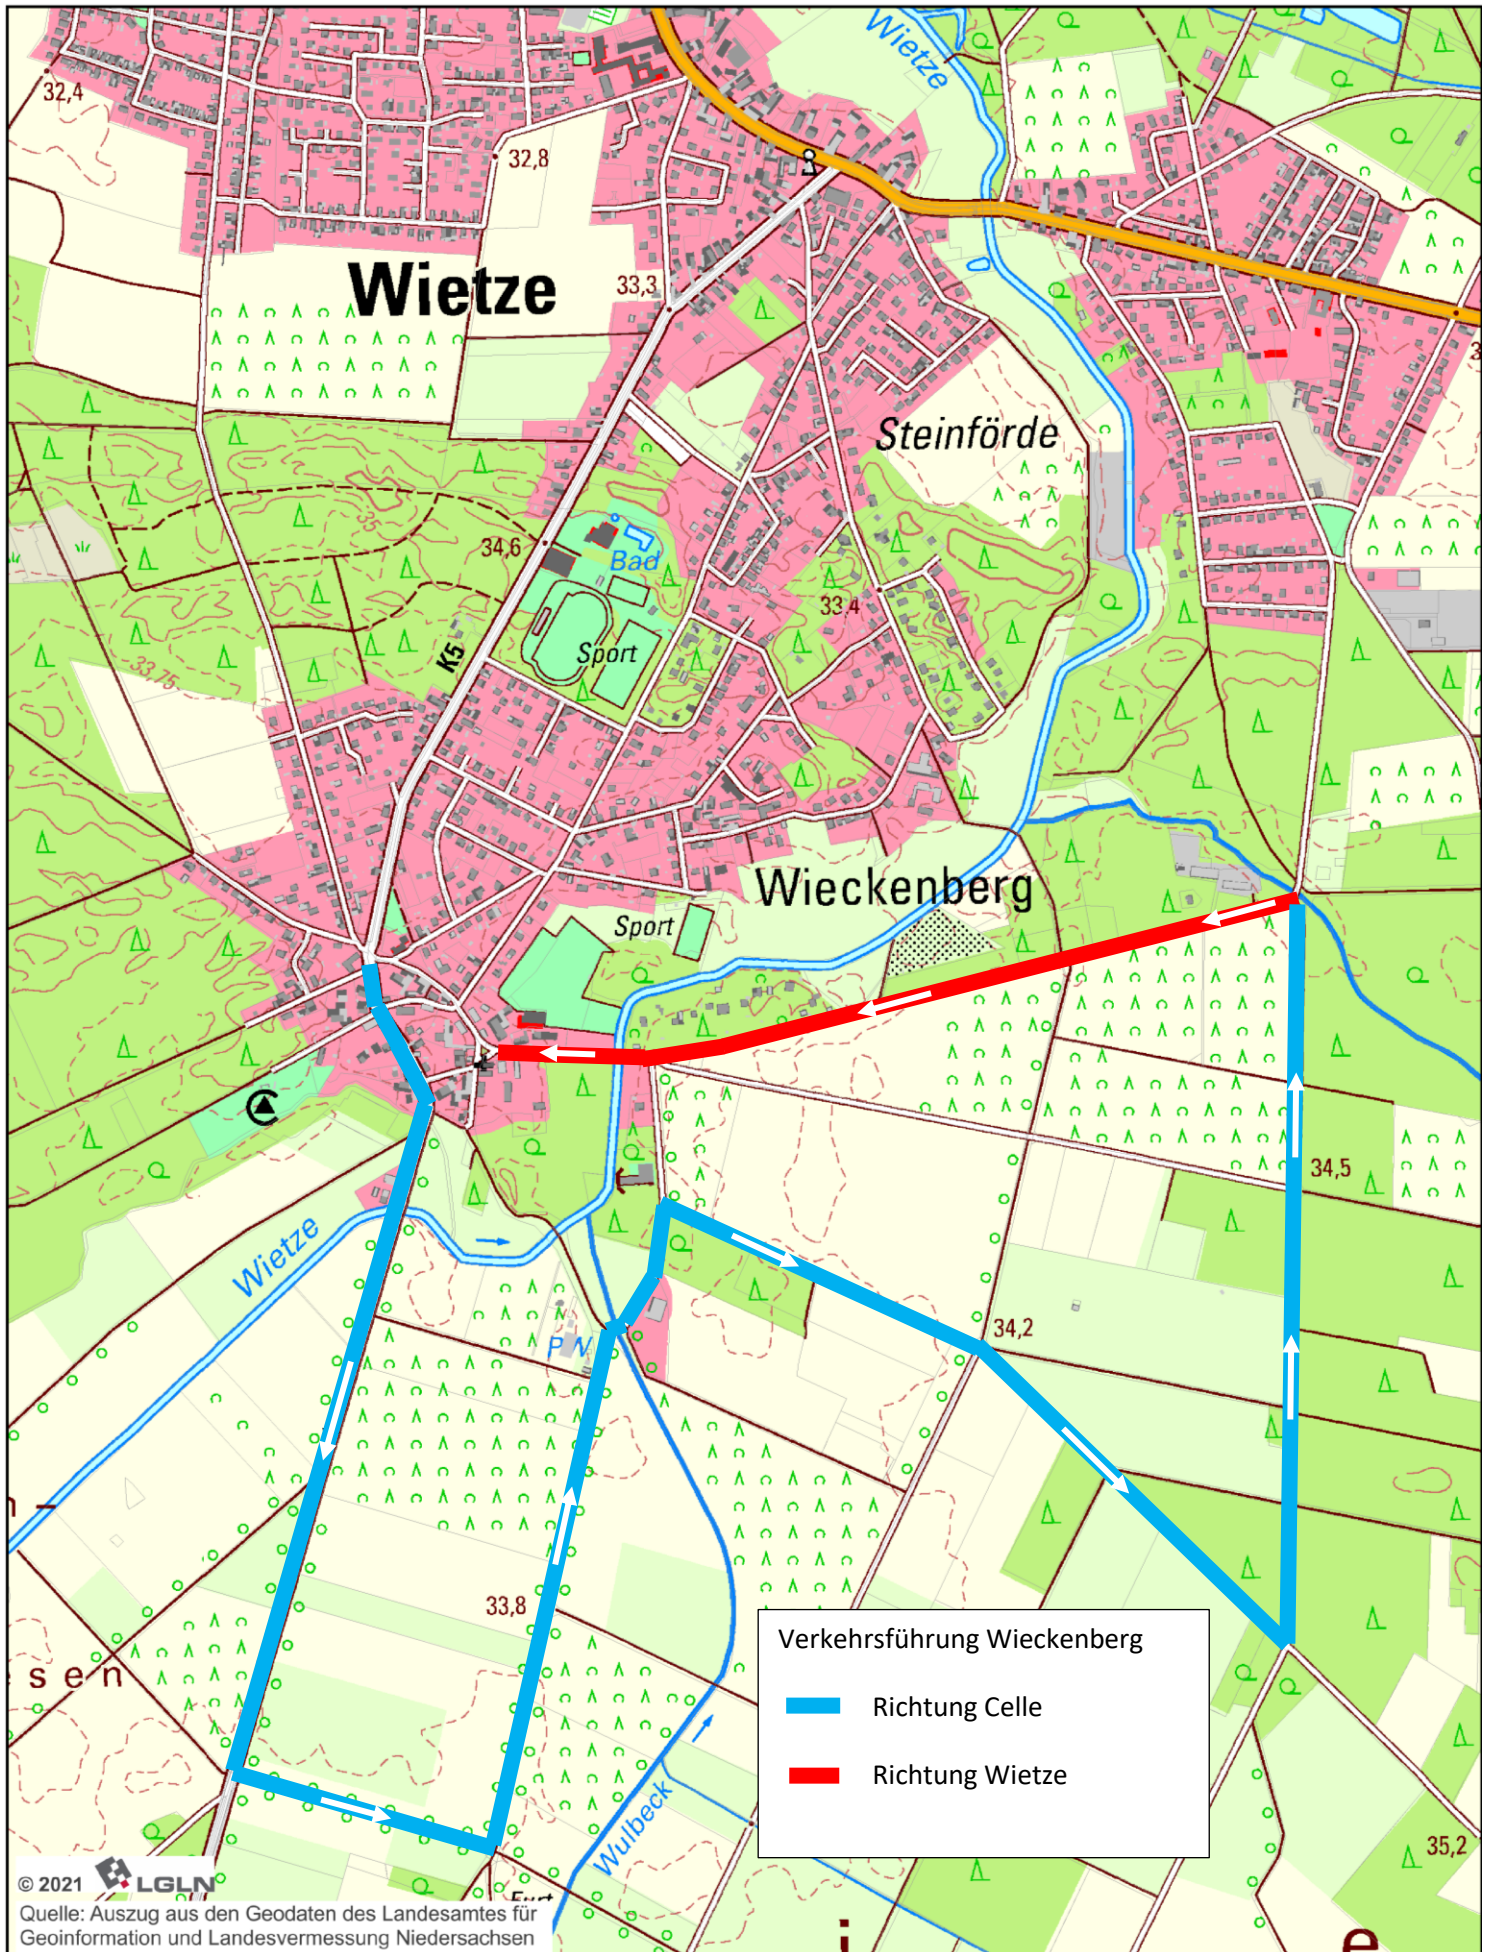 Wietze
32,4
32,8
Wietze
33,3
Steinförde
35
34,6
Bad
33,4
Sport
K5
33,75
Wieckenberg
Sport
34,5
Wietze
34,2
P W
33,8
s e n
Verkehrsführung Wieckenberg
Richtung Celle
Richtung Wietze
Wulbeck
35,2
© 2021 LGLN
Furt
Quelle: Auszug aus den Geodaten des Landesamtes für
Geoinformation und Landesvermessung Niedersachsen